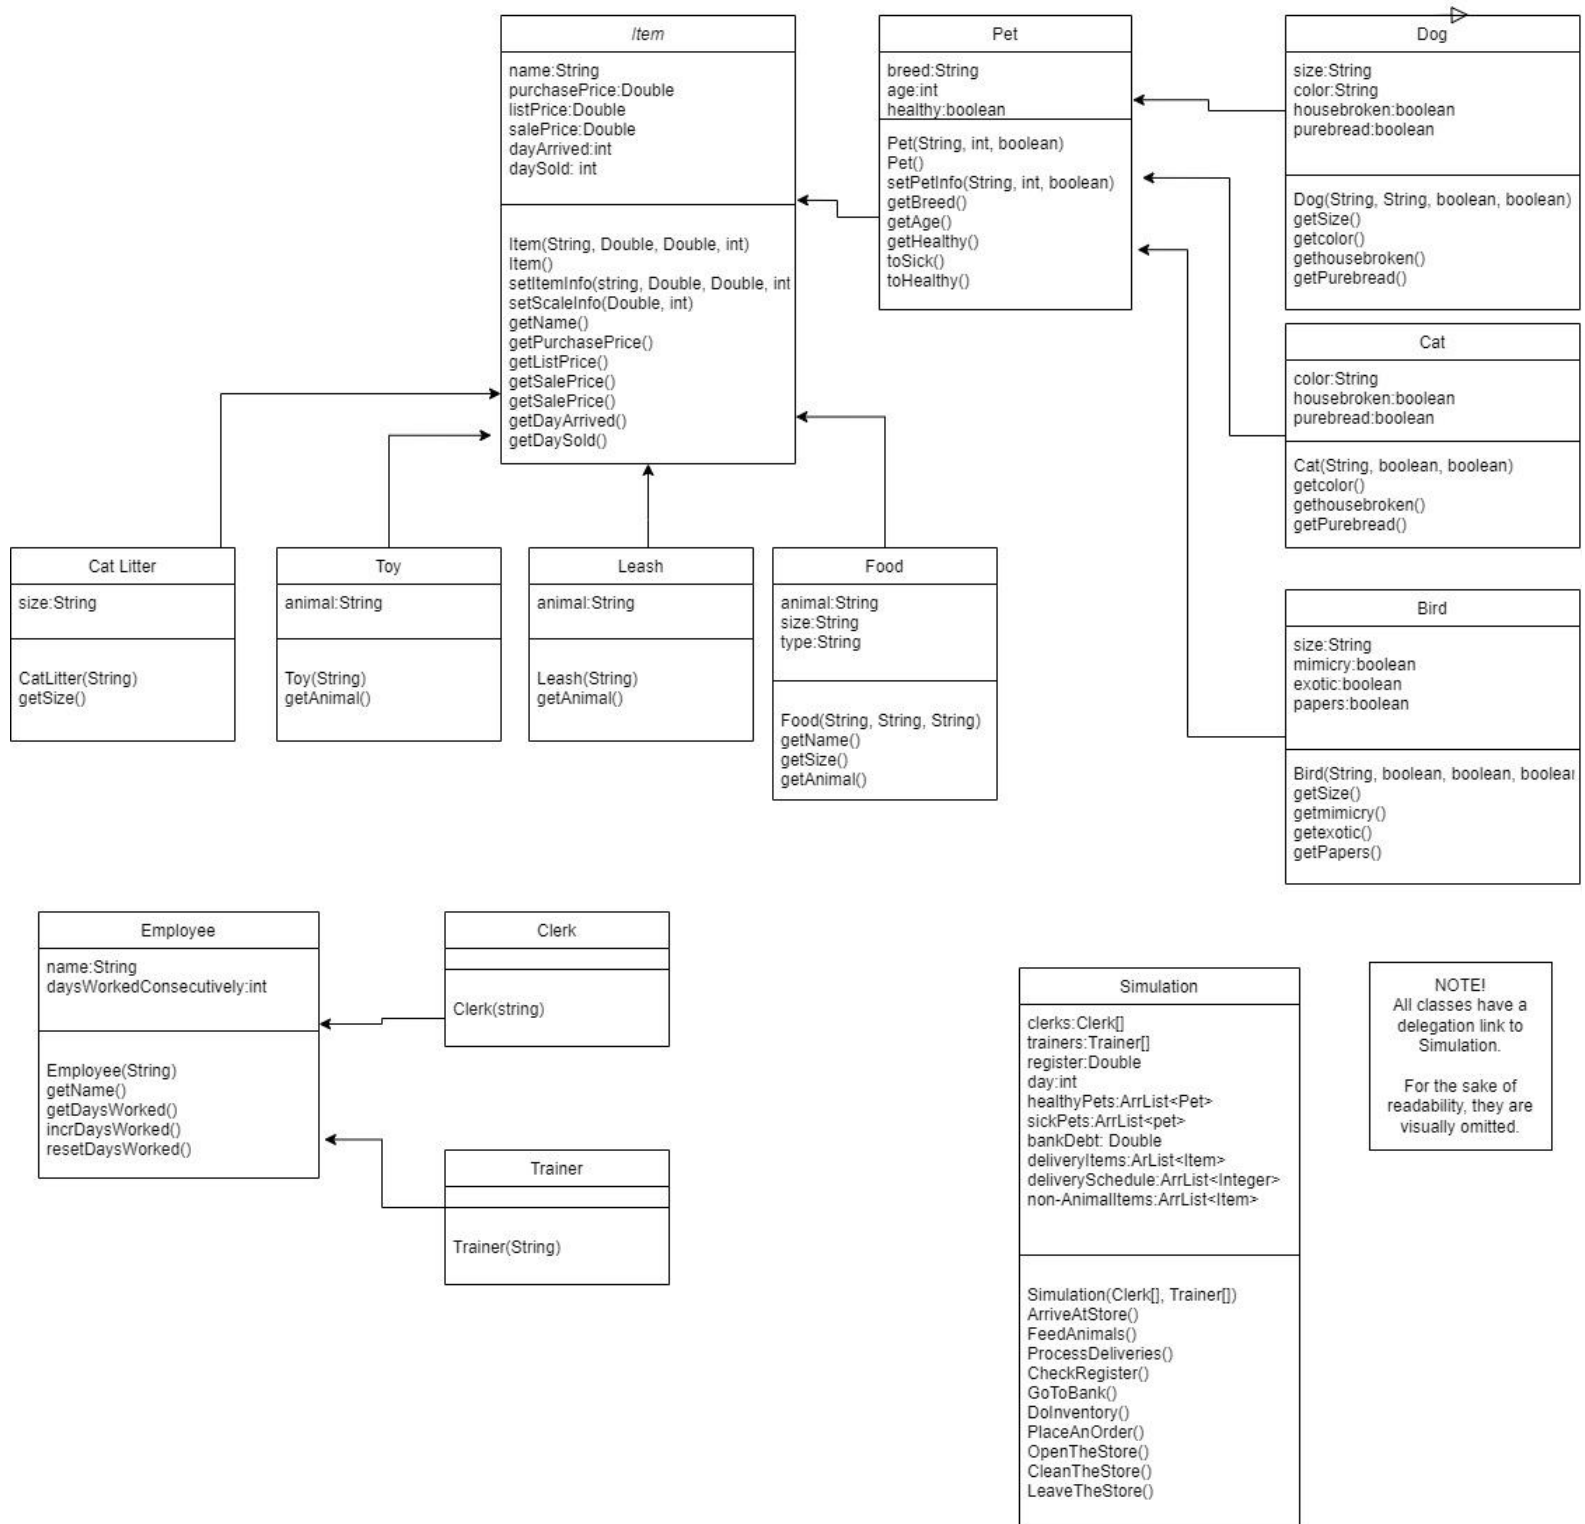 Item
name:String
purchasePrice:Double
listPrice:Double
salePrice:Double
dayArrived:int
daySold: int
Item(String, Double, Double, int)
Item()
setItemInfo(string, Double, Double, int
setScaleInfo(Double, int)
getName()
getPurchasePrice()
getListPrice()
getSalePrice()
getSalePrice()
getDayArrived()
getDaySold()
Pet
breed:String
age:int
healthy:boolean
Pet(String, int, boolean)
Pet()
setPetInfo(String, int, boolean)
getBreed()
getAge()
getHealthy()
toSick()
toHealthy()
Dog
size:String
color:String
housebroken:boolean
purebread:boolean
Dog(String, String, boolean, boolean)
getSize()
getcolor()
gethousebroken()
getPurebread()
Cat
color:String
housebroken:boolean
purebread:boolean
Cat(String, boolean, boolean)
getcolor()
gethousebroken()
getPurebread()
Cat Litter
size:String
CatLitter(String)
getSize()
Toy
animal:String
Toy(String)
getAnimal()
Leash
animal:String
Leash(String)
getAnimal()
Food
animal:String
size:String
type:String
Food(String, String, String)
getName()
getSize()
getAnimal()
Bird
size:String
mimicry:boolean
exotic:boolean
papers:boolean
Bird(String, boolean, boolean, boolea
getSize()
getmimicry()
getexotic()
getPapers()
Employee
name:String
daysWorkedConsecutively:int
Employee(String)
getName()
getDaysWorked()
incrDaysWorked()
resetDaysWorked()
Clerk
Clerk(string)
Trainer
Trainer(String)
Simulation
clerks:Clerk[]
trainers:Trainer[]
register:Double
day:int
healthyPets:ArrList<Pet>
sickPets:ArrList<pet>
bankDebt: Double
deliveryItems:ArList<Item>
deliverySchedule:ArrList<Integer>
non-AnimalItems:ArrList<Item>
Simulation(Clerk[], Trainer[])
ArriveAtStore()
FeedAnimals()
ProcessDeliveries()
CheckRegister()
GoToBank()
DoInventory()
PlaceAnOrder()
OpenTheStore()
CleanTheStore()
LeaveTheStore()
NOTE!
All classes have a
delegation link to
Simulation.
For the sake of
readability, they are
visually omitted.